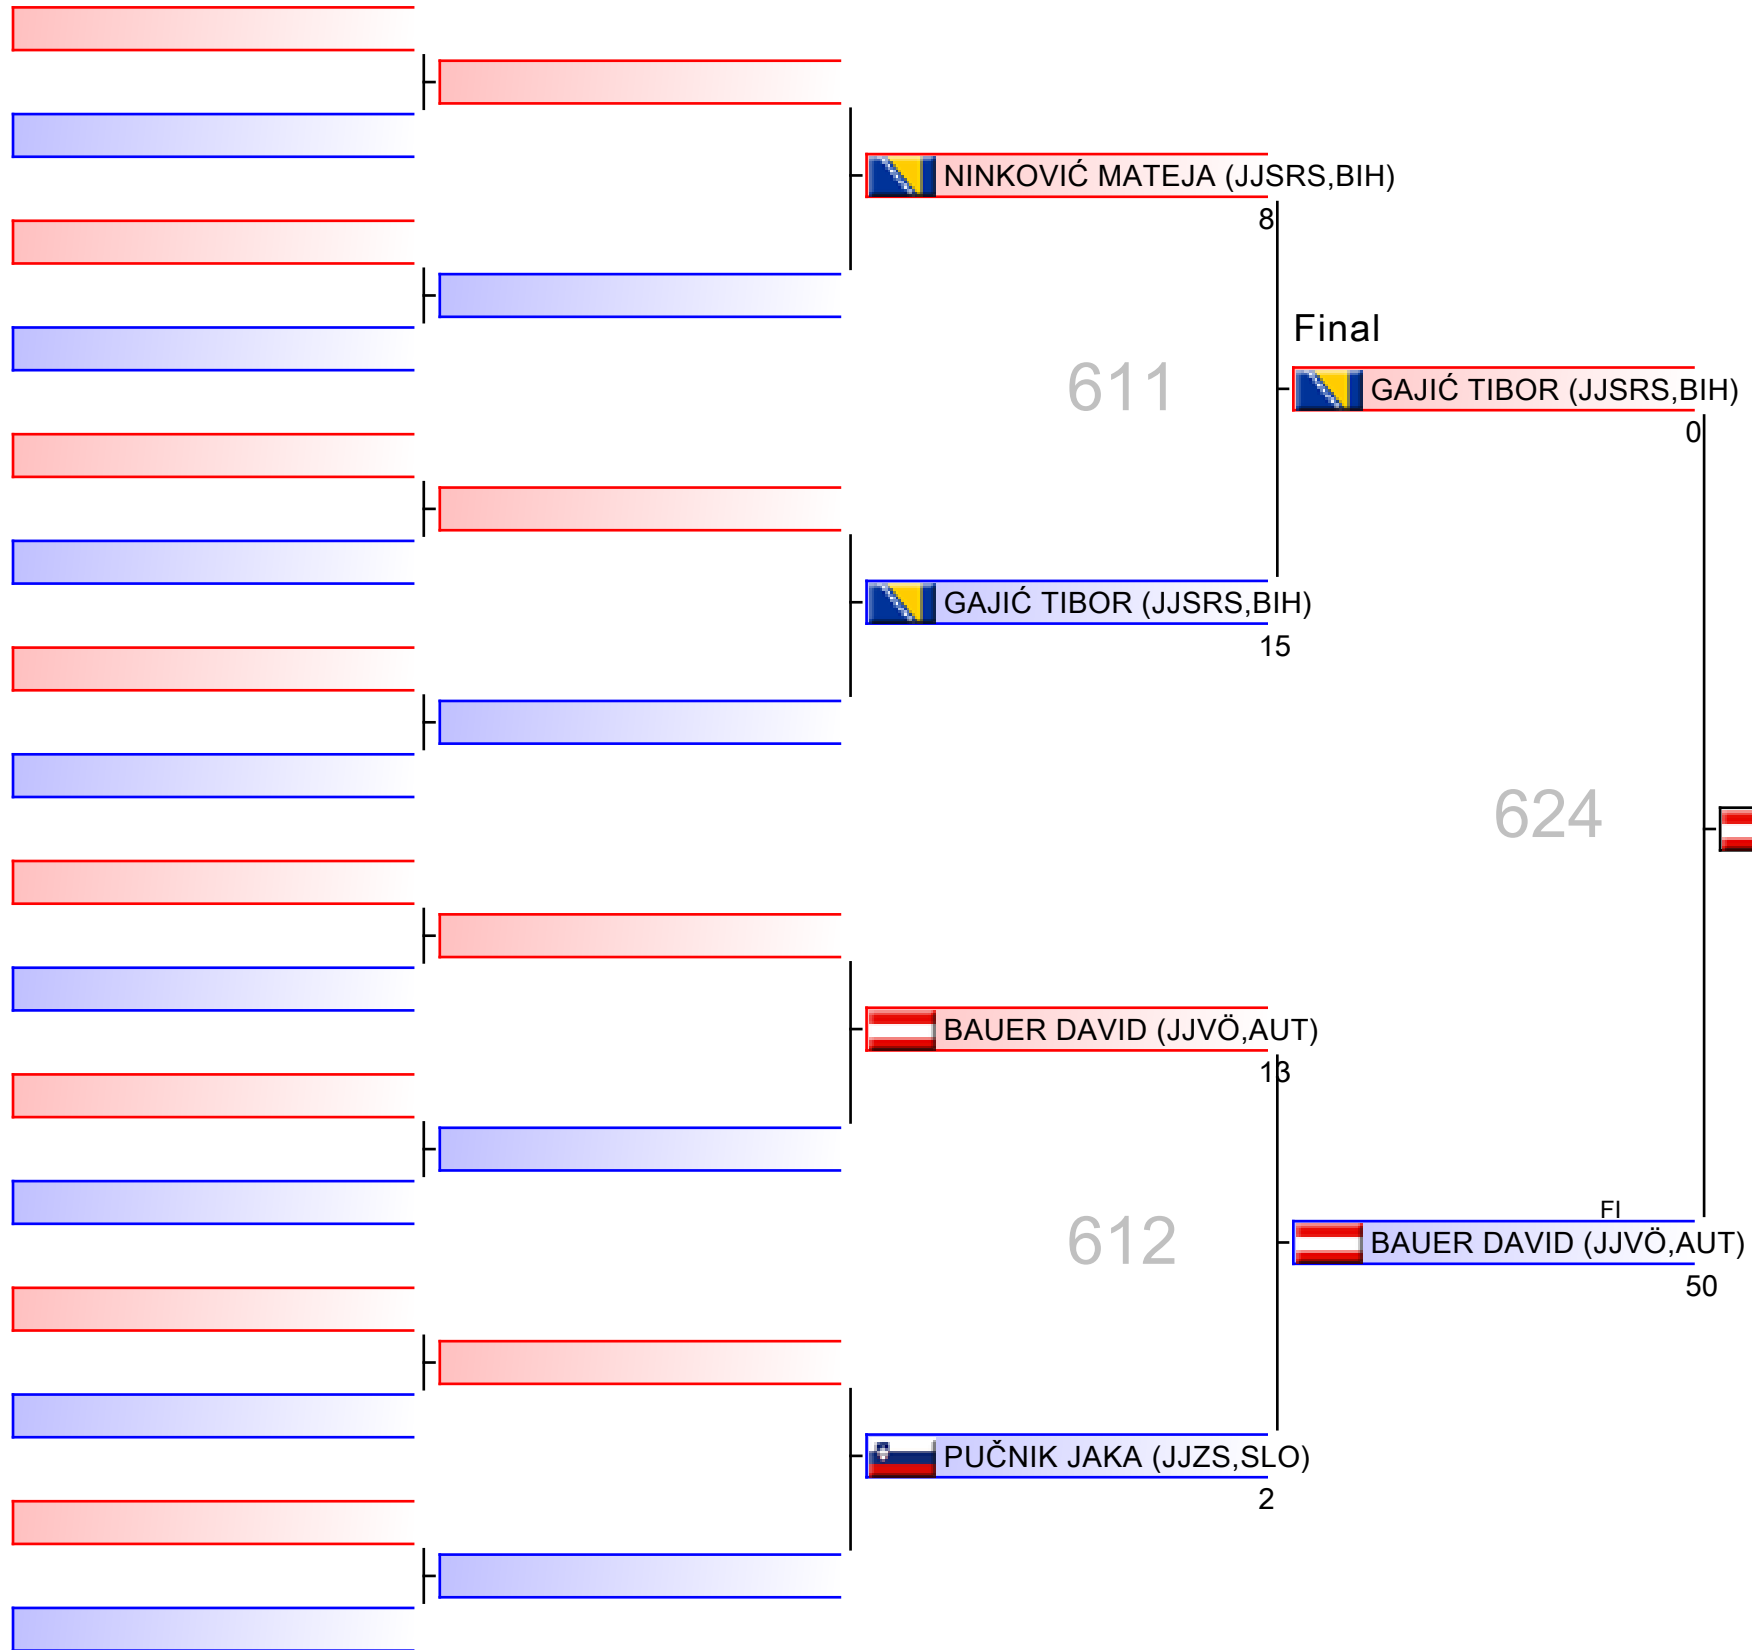 NINKOVIĆ MATEJA (JJSRS,BIH)
8
Final
611
GAJIĆ TIBOR (JJSRS,BIH)
0
GAJIĆ TIBOR (JJSRS,BIH)
15
624
BAUER DAVID (JJVÖ,AUT)
13
FI
612
BAUER DAVID (JJVÖ,AUT)
50
PUČNIK JAKA (JJZS,SLO)
2